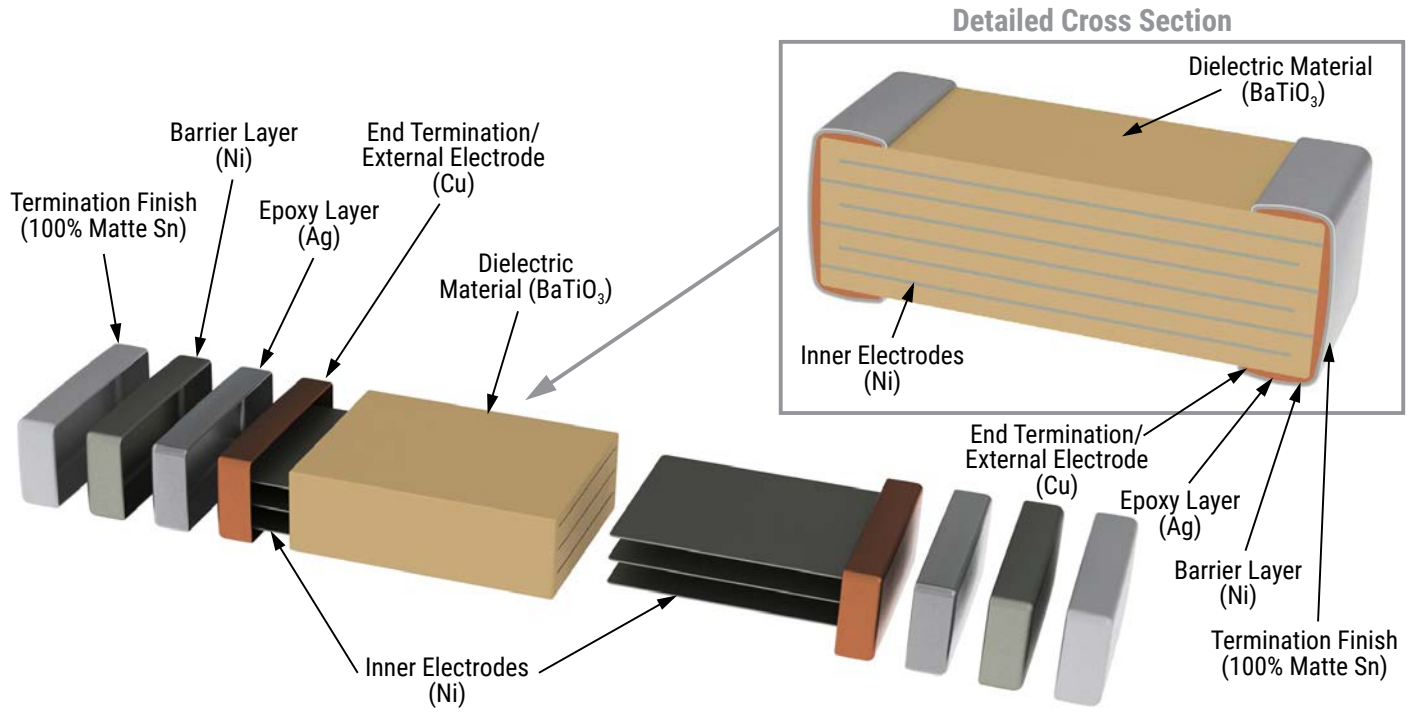 Detailed Cross Section
Dielectric Material
(BaTiO₃)
Inner Electrodes
(Ni)
End Termination/
External Electrode
(Cu)
Epoxy Layer
(Ag)
Barrier Layer
(Ni)
Termination Finish
(100% Matte Sn)
Termination Finish
(100% Matte Sn)
Barrier Layer
(Ni)
Epoxy Layer
(Ag)
End Termination/
External Electrode
(Cu)
Dielectric
Material (BaTiO₃)
Inner Electrodes
(Ni)